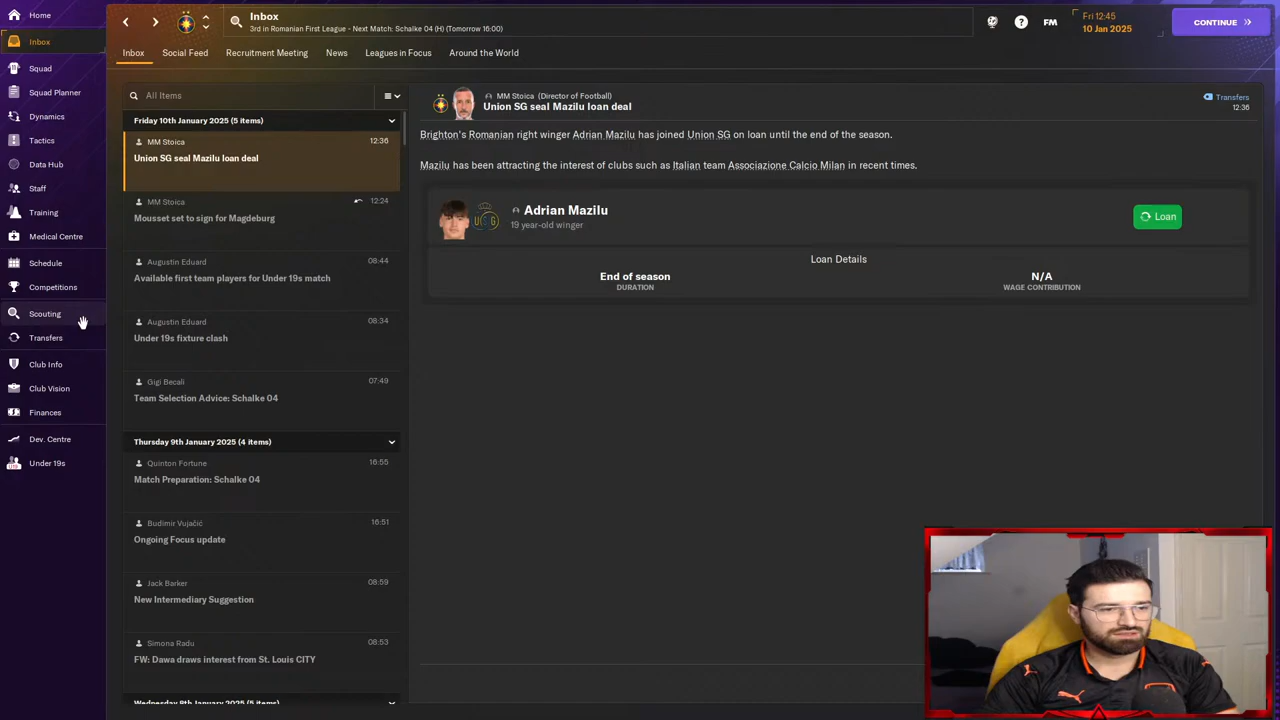 Home
Inbox
Squad
Squad Planner
Dynamics
Tactics
Data Hub
Staff
Training
Medical Centre
Schedule
Competitions
Scouting
Transfers
Club Info
Club Vision
Finances
Dev. Centre
Under 19s
Inbox
3rd in Romanian First League - Next Match: Schalke 04 (H) (Tomorrow 16:00)
FM
Fri 12:45
10 Jan 2025
CONTINUE
Inbox Social Feed Recruitment Meeting News Leagues in Focus Around the World
All Items
Friday 10th January 2025 (5 items)
MM Stoica 12:36
Union SG seal Mazilu loan deal
MM Stoica 12:24
Mousset set to sign for Magdeburg
Augustin Eduard 08:44
Available first team players for Under 19s match
Augustin Eduard 08:34
Under 19s fixture clash
Gigi Becali 07:49
Team Selection Advice: Schalke 04
Thursday 9th January 2025 (4 items)
Quinton Fortune 16:55
Match Preparation: Schalke 04
Budimir Vujačić 16:51
Ongoing Focus update
Jack Barker 08:59
New Intermediary Suggestion
Simona Radu 08:53
FW: Dawa draws interest from St. Louis CITY
Wednesday 8th January 2025 (5 items)
MM Stoica (Director of Football)
Union SG seal Mazilu loan deal
Transfers
12:36
Brighton's Romanian right winger Adrian Mazilu has joined Union SG on loan until the end of the season.
Mazilu has been attracting the interest of clubs such as Italian team Associazione Calcio Milan in recent times.
Adrian Mazilu
19 year-old winger
Loan
Loan Details
End of season
DURATION
N/A
WAGE CONTRIBUTION